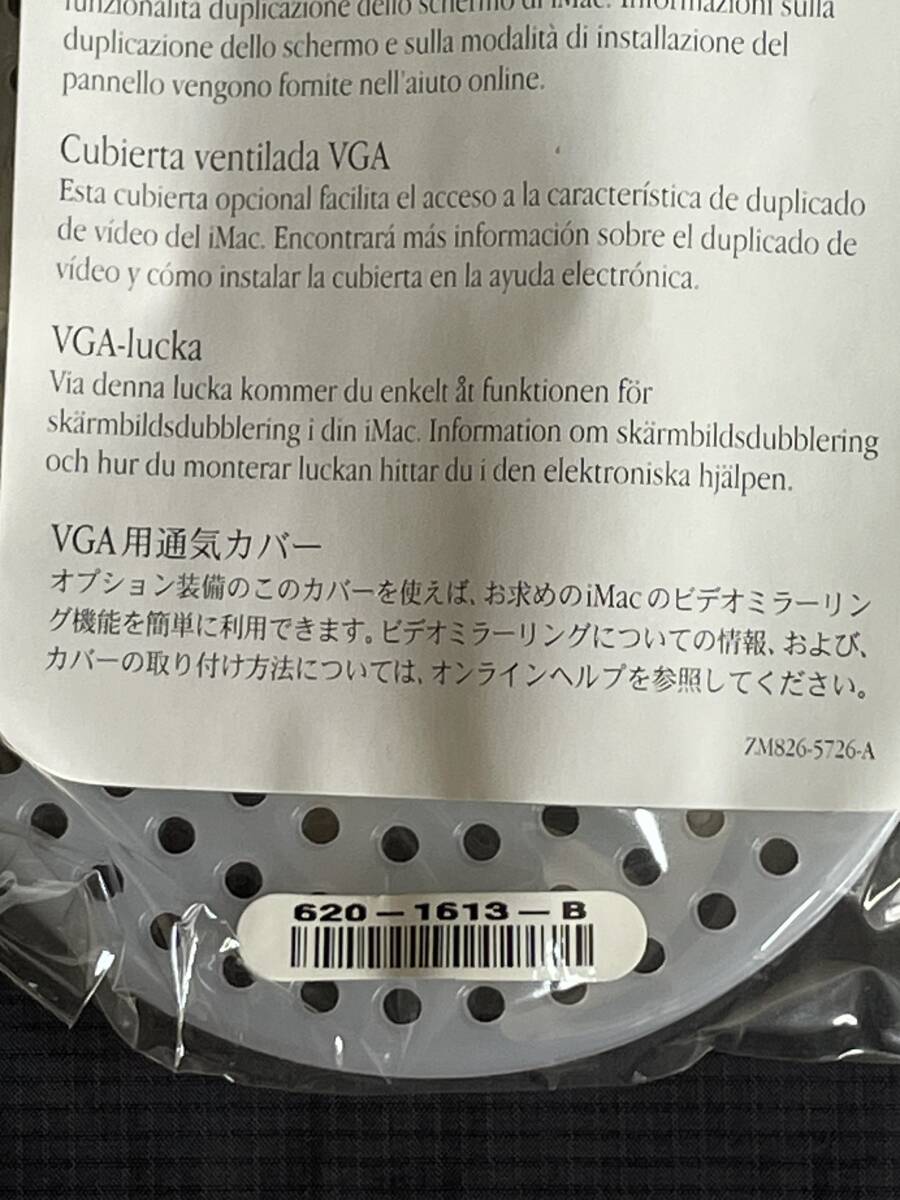 funzionalità duplicazione dello schermo di iMac. Informazioni sulla
duplicazione dello schermo e sulla modalità di installazione del
pannello vengono fornite nell'aiuto online.
Cubierta ventilada VGA
Esta cubierta opcional facilita el acceso a la característica de duplicado
de vídeo del iMac. Encontrará más información sobre el duplicado de
vídeo y cómo instalar la cubierta en la ayuda electrónica.
VGA-lucka
Via denna lucka kommer du enkelt åt funktionen för
skärmbildsdubblering i din iMac. Information om skärmbildsdubblering
och hur du monterar luckan hittar du i den elektroniska hjälpen.
VGA用通気カバー
オプション装備のこのカバーを使えば、お求めのiMacのビデオミラーリン
グ機能を簡単に利用できます。ビデオミラーリングについての情報、および、
カバーの取り付け方法については、オンラインヘルプを参照してください。
ZM826-5726-A
620-1613-B